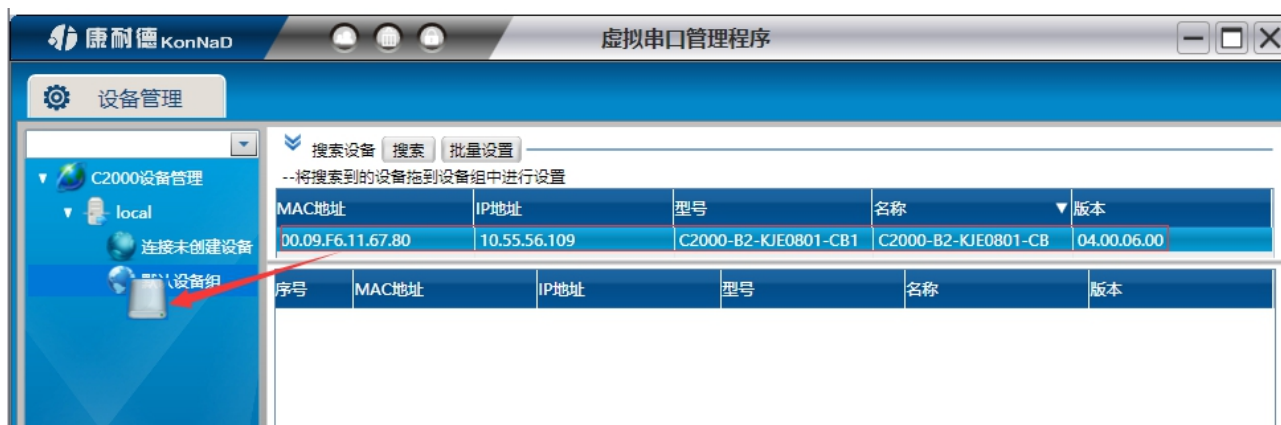 康耐德 KonNaD
虚拟串口管理程序
设备管理
搜索设备 搜索 批量设置
--将搜索到的设备拖到设备组中进行设置
C2000设备管理
local
连接未创建设备
默认设备组
MAC地址 IP地址 型号 名称 版本
00.09.F6.11.67.80 10.55.56.109 C2000-B2-KJE0801-CB1 C2000-B2-KJE0801-CB 04.00.06.00
序号 MAC地址 IP地址 型号 名称 版本